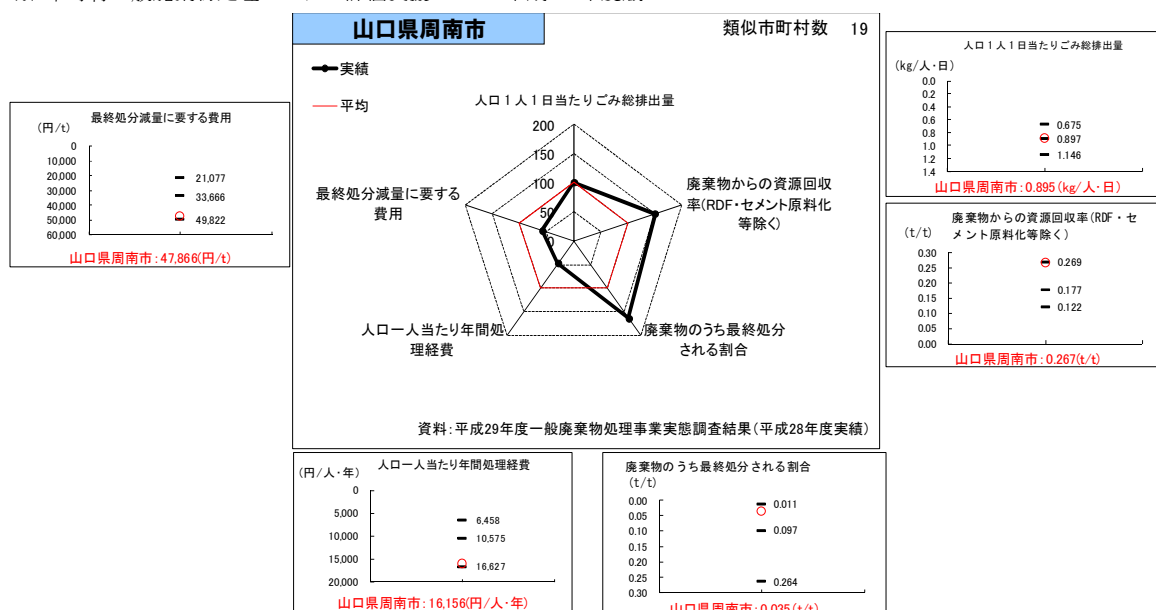 山口県周南市
類似市町村数 19
実績
平均
人口1人1日当たりごみ総排出量
200
150
100
50
0
廃棄物からの資源回収
率(RDF・セメント原料化
等除く)
最終処分減量に要する
費用
人口一人当たり年間処
理経費
廃棄物のうち最終処分
される割合
資料:平成29年度一般廃棄物処理事業実態調査結果(平成28年度実績)
最終処分減量に要する費用
(円/t)
0
10,000
20,000
30,000
40,000
50,000
60,000
21,077
33,666
49,822
山口県周南市:47,866(円/t)
人口1人1日当たりごみ総排出量
(kg/人・日)
0.0
0.2
0.4
0.6
0.8
1.0
1.2
1.4
0.675
0.897
1.146
山口県周南市:0.895(kg/人・日)
廃棄物からの資源回収率(RDF・セ
メント原料化等除く)
(t/t)
0.30
0.25
0.20
0.15
0.10
0.05
0.00
0.269
0.177
0.122
山口県周南市:0.267(t/t)
人口一人当たり年間処理経費
(円/人・年)
0
5,000
10,000
15,000
20,000
6,458
10,575
16,627
山口県周南市:16,156(円/人・年)
廃棄物のうち最終処分される割合
(t/t)
0.00
0.05
0.10
0.15
0.20
0.25
0.30
0.011
0.097
0.264
山口県周南市:0.035(t/t)